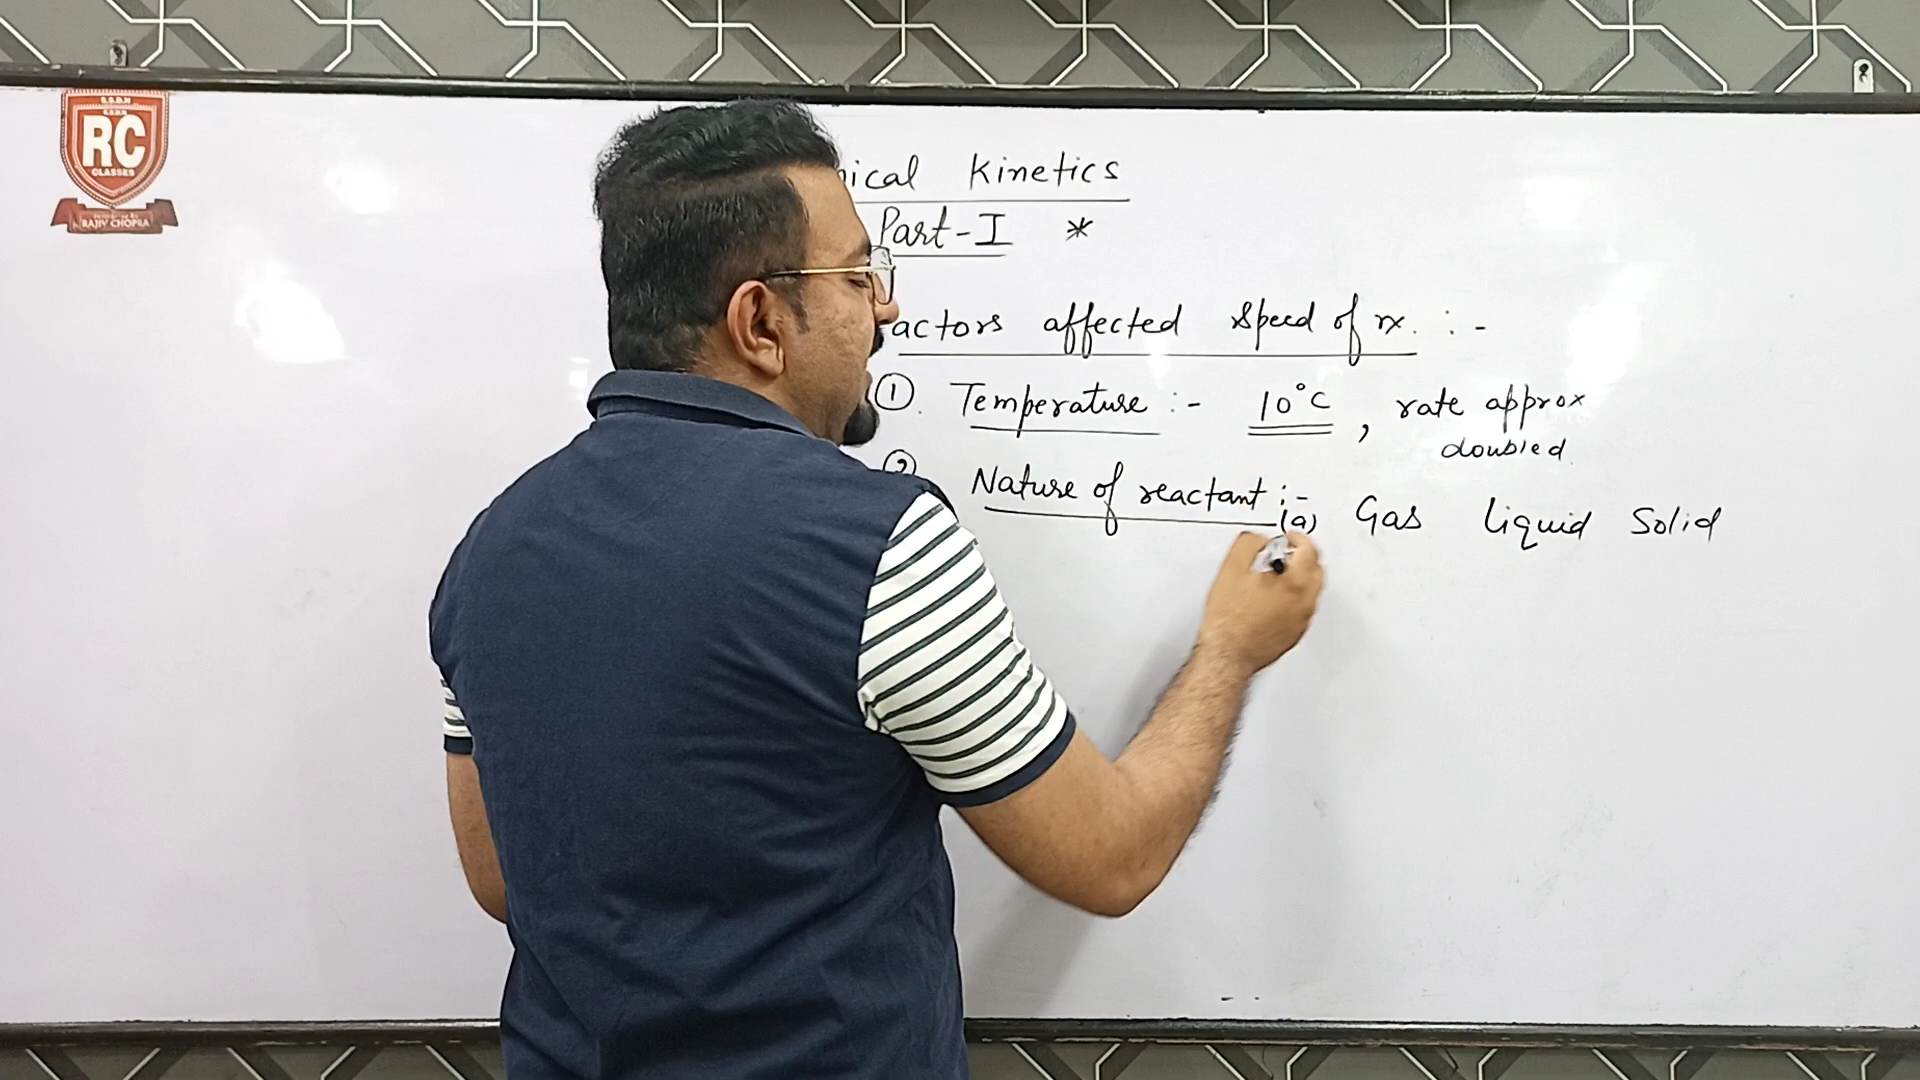 S.S.D.N
RC
CLASSES
RAJIV CHOPRA
ical Kinetics
Part-I *
actors affected speed of rx. :-
①. Temperature :- 10°C, rate approx
doubled.
② Nature of reactant :-
(a) Gas Liquid Solid